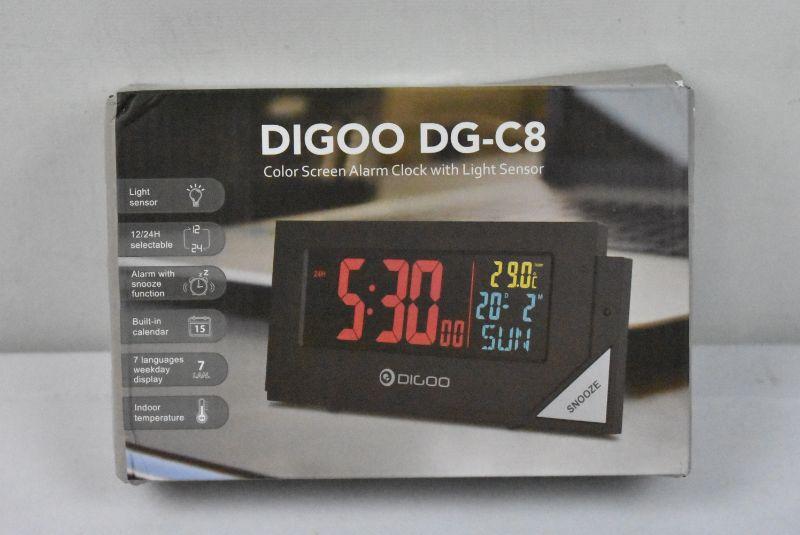 DIGOO DG-C8
Color Screen Alarm Clock with Light Sensor
Light
sensor
12/24H
selectable
12
24
Alarm with
snooze
function
zZ
Built-in
calendar
15
7 languages
weekday
display
7
LAN.
Indoor
temperature
24H
5:30 00
29.0 °C
20 D - 2 M
SUN
DIGOO
SNOOZE